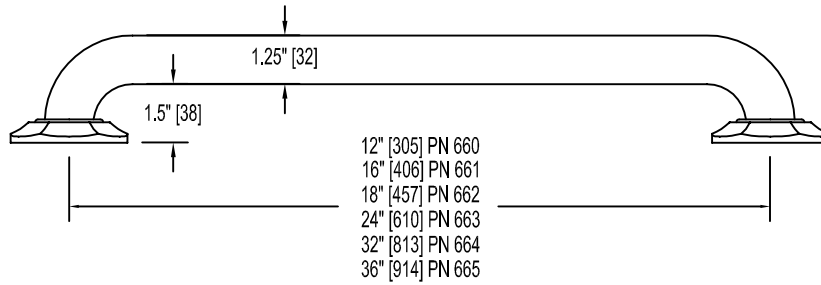 1.25" [32]
1.5" [38]
12" [305] PN 660
16" [406] PN 661
18" [457] PN 662
24" [610] PN 663
32" [813] PN 664
36" [914] PN 665